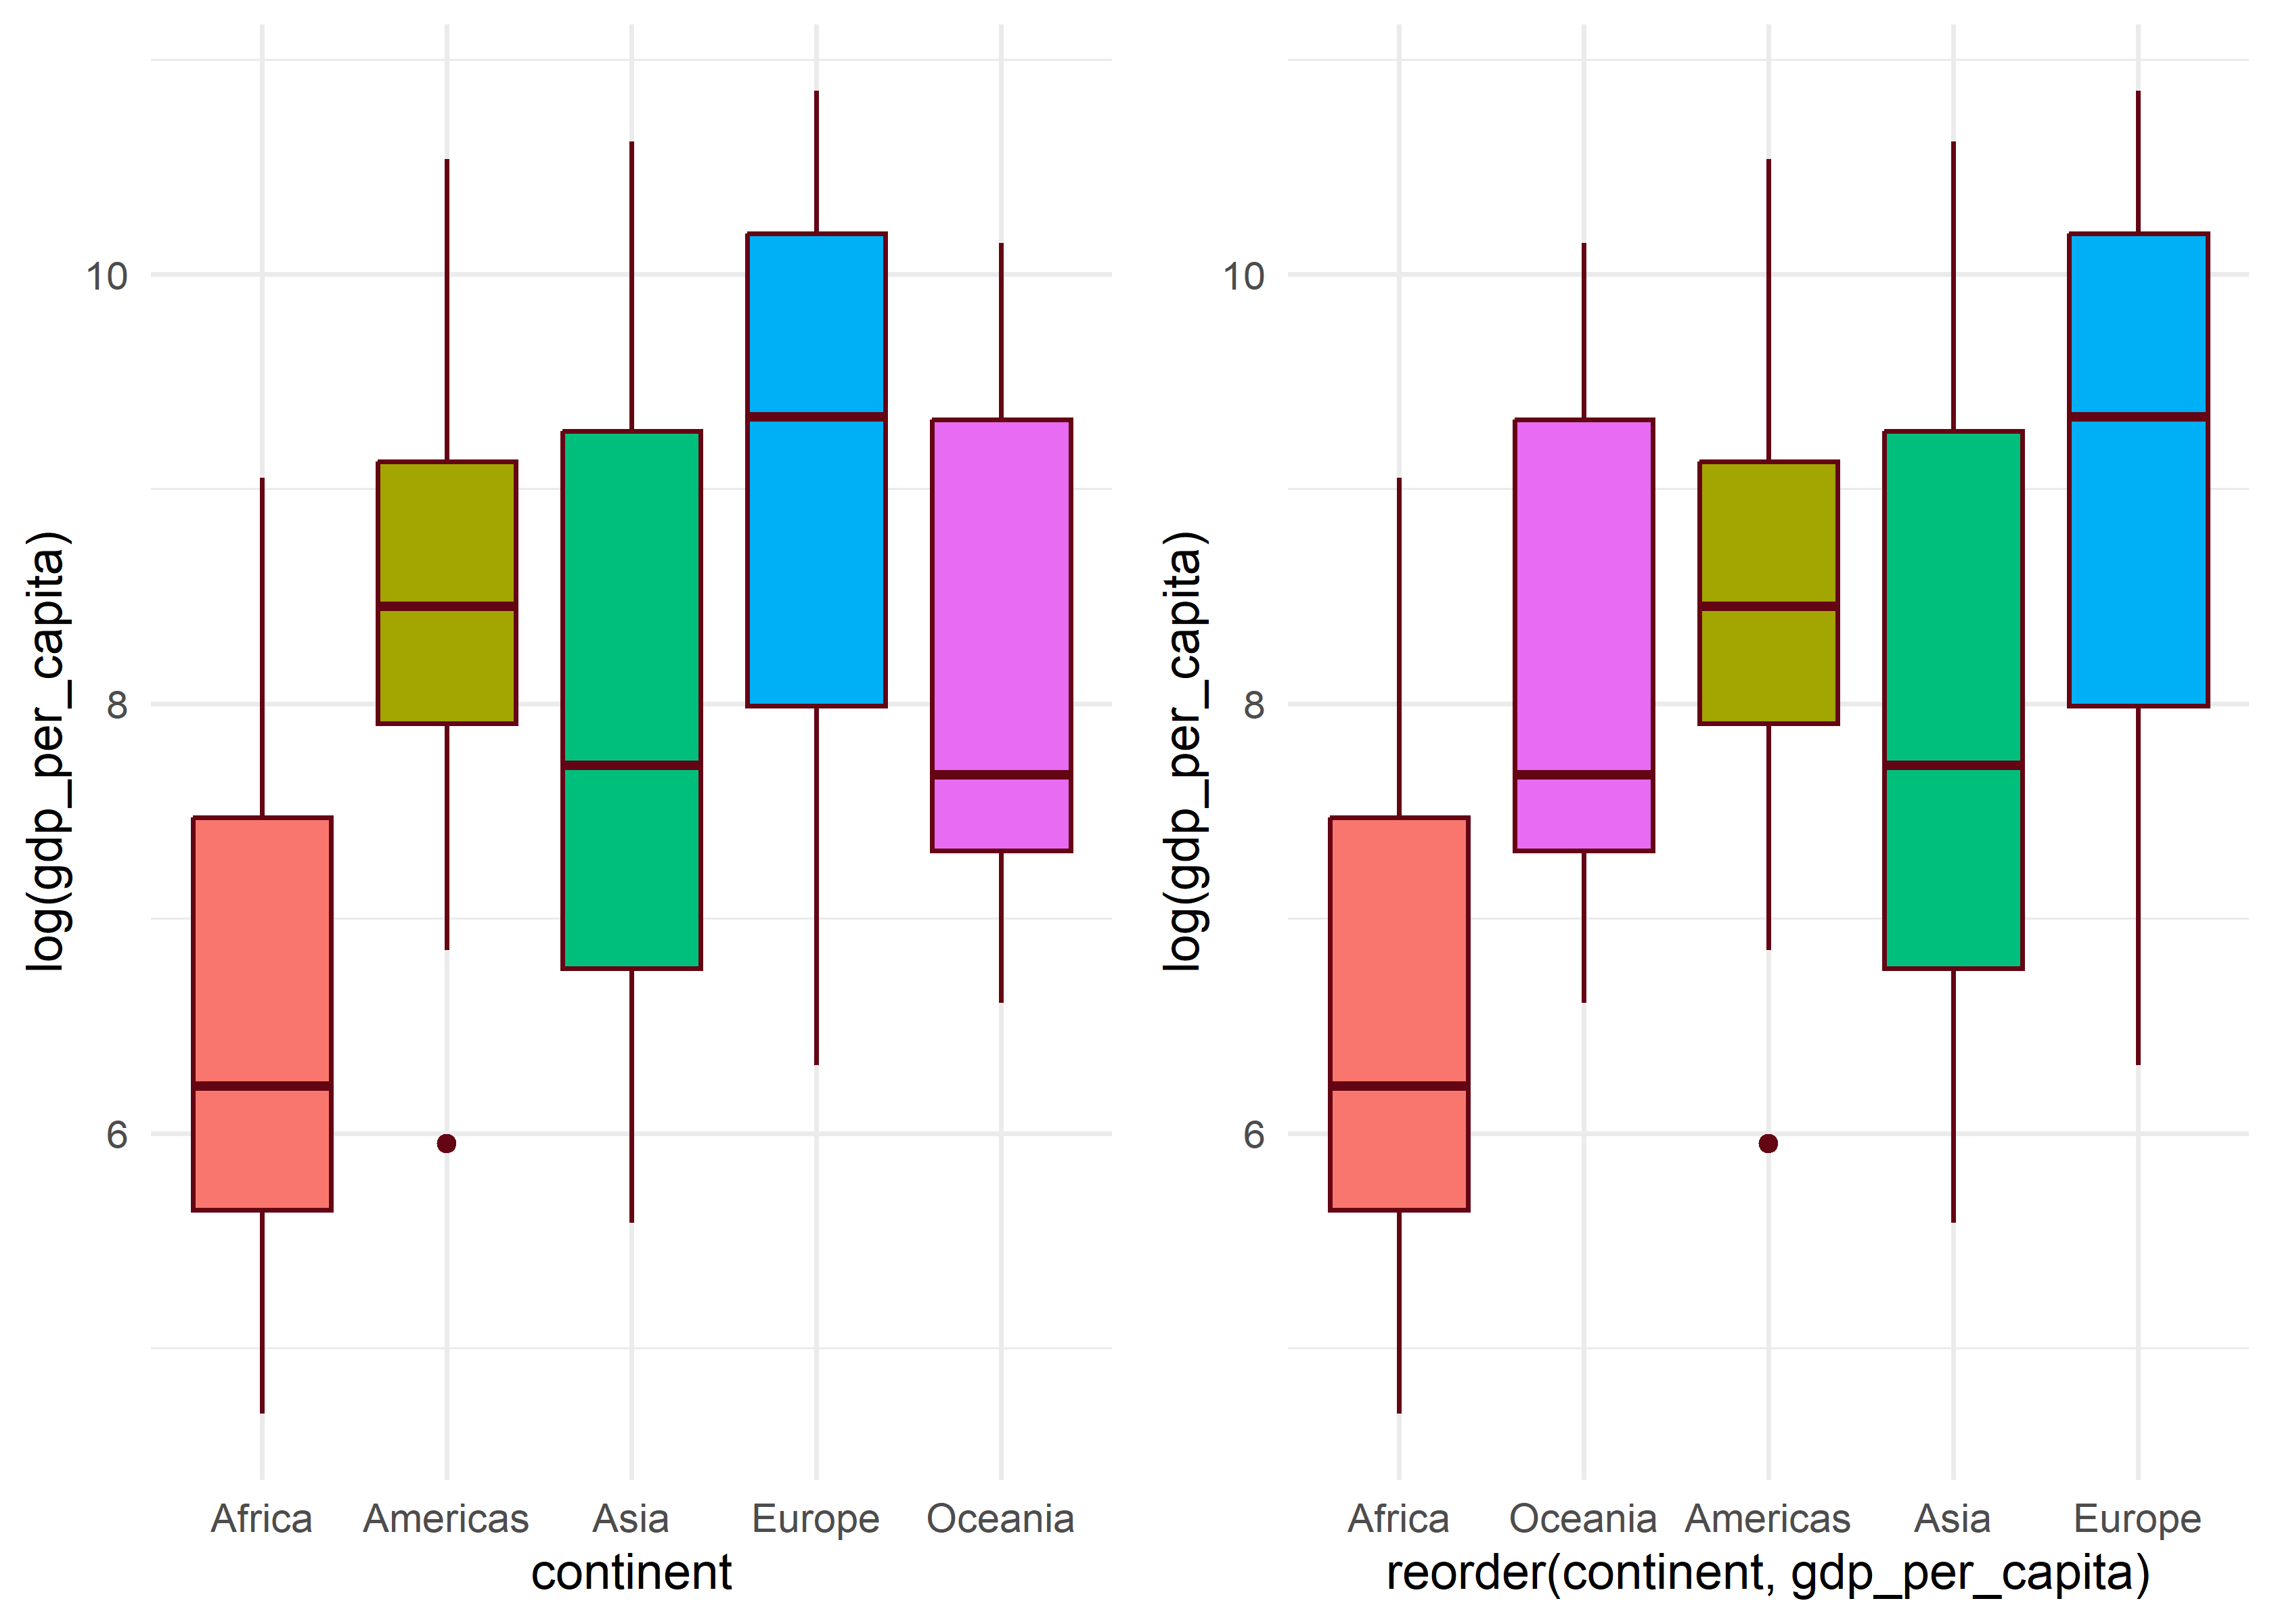 log(gdp_per_capita)
10
8
6
Africa Americas Asia Europe Oceania
continent
log(gdp_per_capita)
10
8
6
Africa Oceania Americas Asia Europe
reorder(continent, gdp_per_capita)